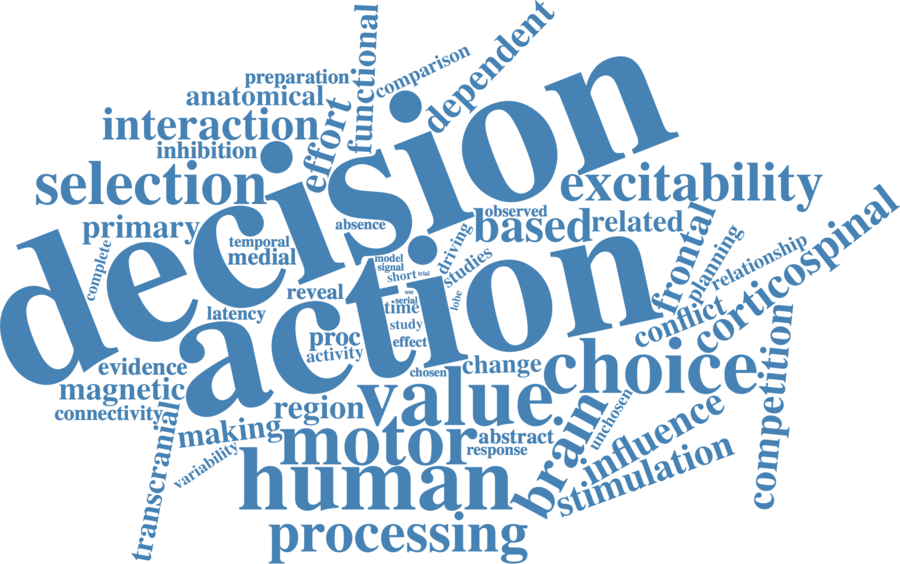 functional
dependent
comparison
preparation
anatomical
effort
interaction
inhibition
decision
selection
excitability
primary
absence
observed
based
related
corticospinal
frontal
planning
relationship
temporal
medial
complete
driving
studies
model
signal
short
trial
action
reveal
use
serial
lobe
latency
time
conflict
competition
proc
study
activity
effect
evidence
chosen
change
choice
magnetic
value
connectivity
region
unchosen
brain
influence
transcranial
making
motor
abstract
response
variability
human
stimulation
processing